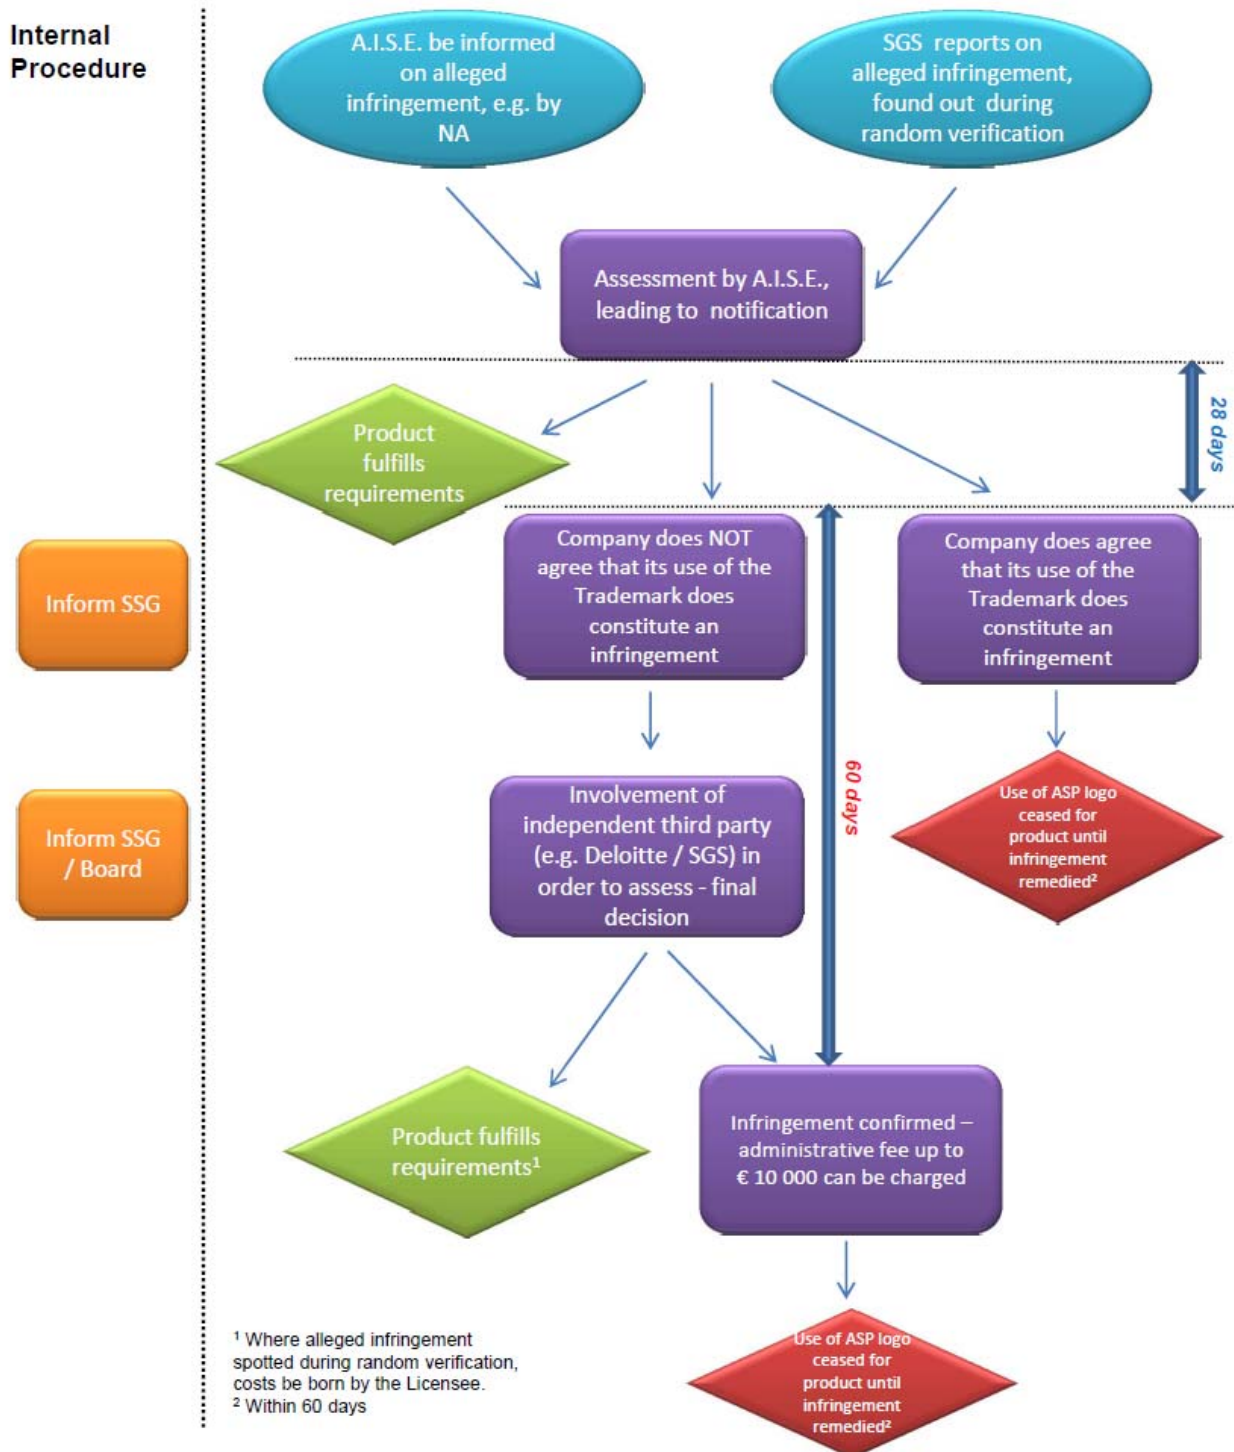 Internal
Procedure
A.I.S.E. be informed
on alleged
infringement, e.g. by
NA
SGS reports on
alleged infringement,
found out during
random verification
Assessment by A.I.S.E.,
leading to notification
28 days
Product
fulfills
requirements
Inform SSG
Company does NOT
agree that its use of the
Trademark does
constitute an
infringement
Company does agree
that its use of the
Trademark does
constitute an
infringement
60 days
Inform SSG
/ Board
Involvement of
independent third party
(e.g. Deloitte / SGS) in
order to assess - final
decision
Use of ASP logo
ceased for
product until
infringement
remedied²
Product fulfills
requirements¹
Infringement confirmed –
administrative fee up to
€ 10 000 can be charged
Use of ASP logo
ceased for
product until
infringement
remedied²
¹ Where alleged infringement
spotted during random verification,
costs be born by the Licensee.
² Within 60 days